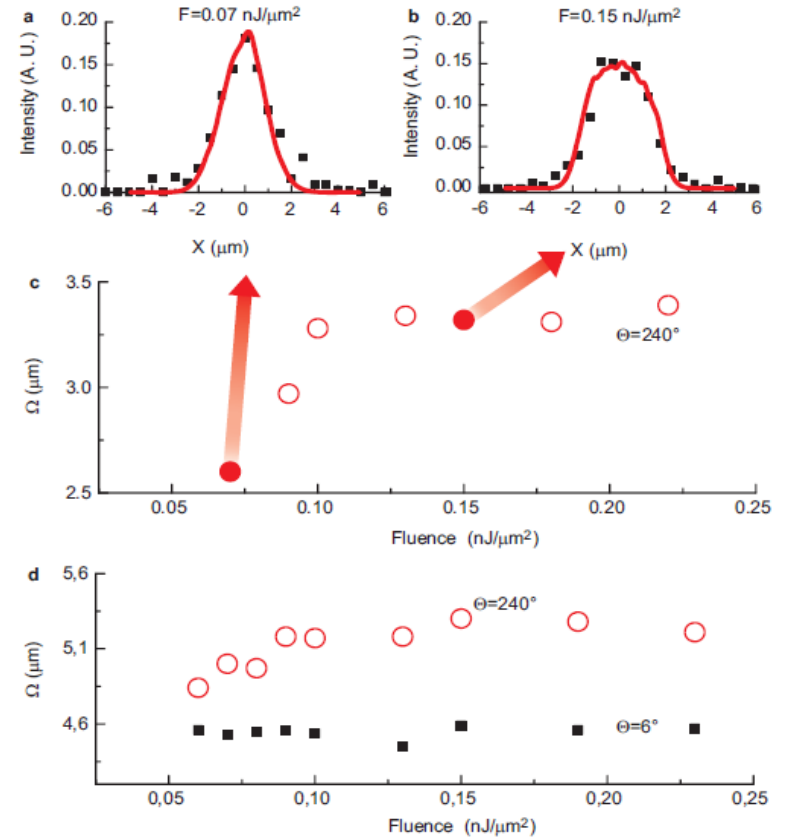 a
F=0.07 nJ/μm²
0.20
0.15
0.10
0.05
0.00
Intensity (A. U.)
-6 -4 -2 0 2 4 6
X (μm)
b
F=0.15 nJ/μm²
0.20
0.15
0.10
0.05
0.00
Intensity (A. U.)
-6 -4 -2 0 2 4 6
X (μm)
c
3.5
3.0
2.5
Ω (μm)
Θ=240°
0.05 0.10 0.15 0.20 0.25
Fluence (nJ/μm²)
d
5,6
5,1
4,6
Ω (μm)
Θ=240°
Θ=6°
0,05 0,10 0,15 0,20 0,25
Fluence (nJ/μm²)